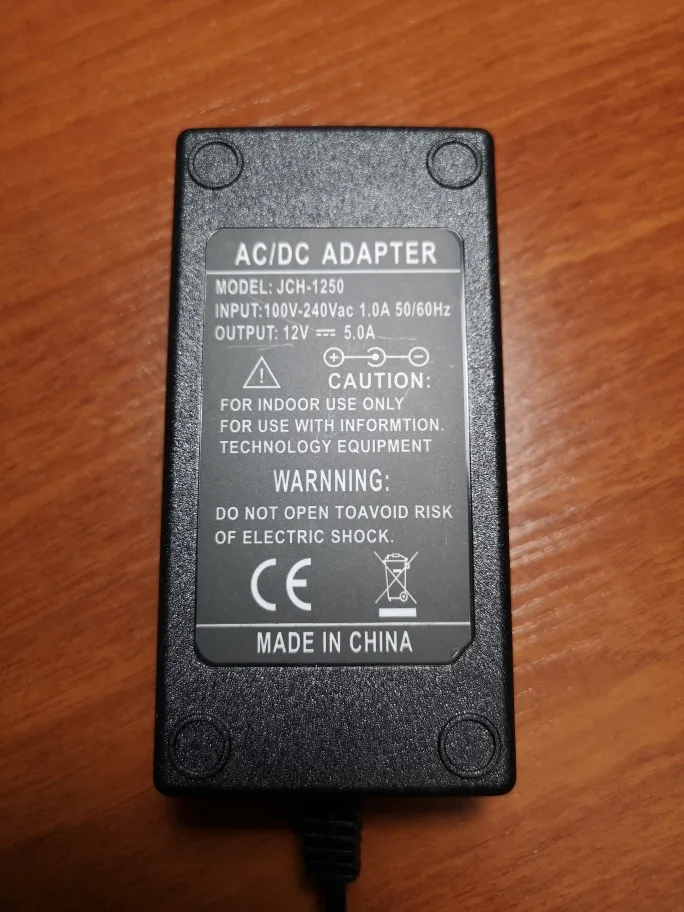 AC/DC ADAPTER
MODEL: JCH-1250
INPUT:100V-240Vac 1.0A 50/60Hz
OUTPUT: 12V ⎓ 5.0A
CAUTION:
FOR INDOOR USE ONLY
FOR USE WITH INFORMTION.
TECHNOLOGY EQUIPMENT
WARNNING:
DO NOT OPEN TOAVOID RISK
OF ELECTRIC SHOCK.
CE
MADE IN CHINA